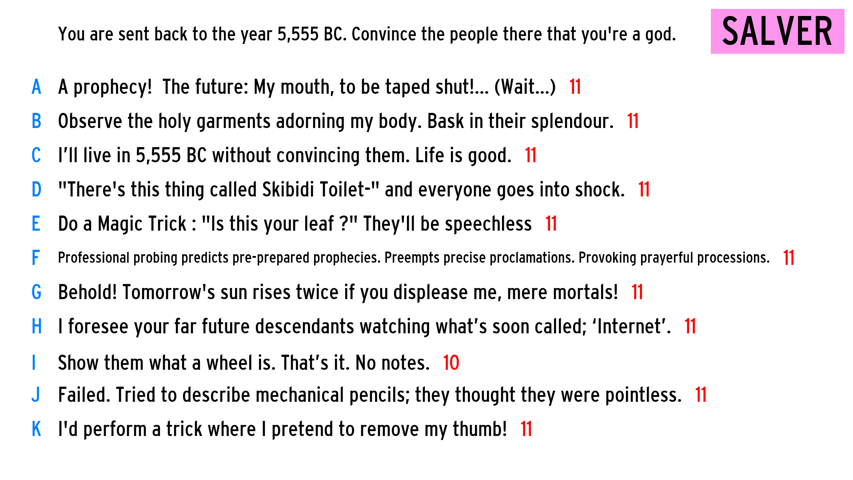 You are sent back to the year 5,555 BC. Convince the people there that you're a god. SALVER
A A prophecy! The future: My mouth, to be taped shut!... (Wait...) 11
B Observe the holy garments adorning my body. Bask in their splendour. 11
C I’ll live in 5,555 BC without convincing them. Life is good. 11
D "There's this thing called Skibidi Toilet-" and everyone goes into shock. 11
E Do a Magic Trick : "Is this your leaf ?" They'll be speechless 11
F Professional probing predicts pre-prepared prophecies. Preempts precise proclamations. Provoking prayerful processions. 11
G Behold! Tomorrow's sun rises twice if you displease me, mere mortals! 11
H I foresee your far future descendants watching what’s soon called; ‘Internet’. 11
I Show them what a wheel is. That’s it. No notes. 10
J Failed. Tried to describe mechanical pencils; they thought they were pointless. 11
K I'd perform a trick where I pretend to remove my thumb! 11